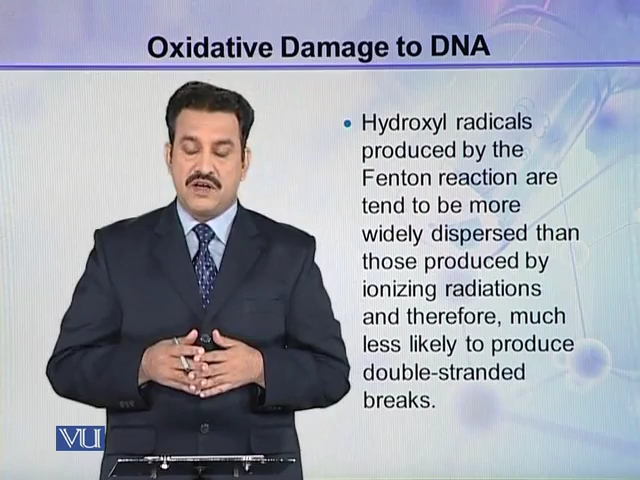 Oxidative Damage to DNA
• Hydroxyl radicals
produced by the
Fenton reaction are
tend to be more
widely dispersed than
those produced by
ionizing radiations
and therefore, much
less likely to produce
double-stranded
breaks.
VU